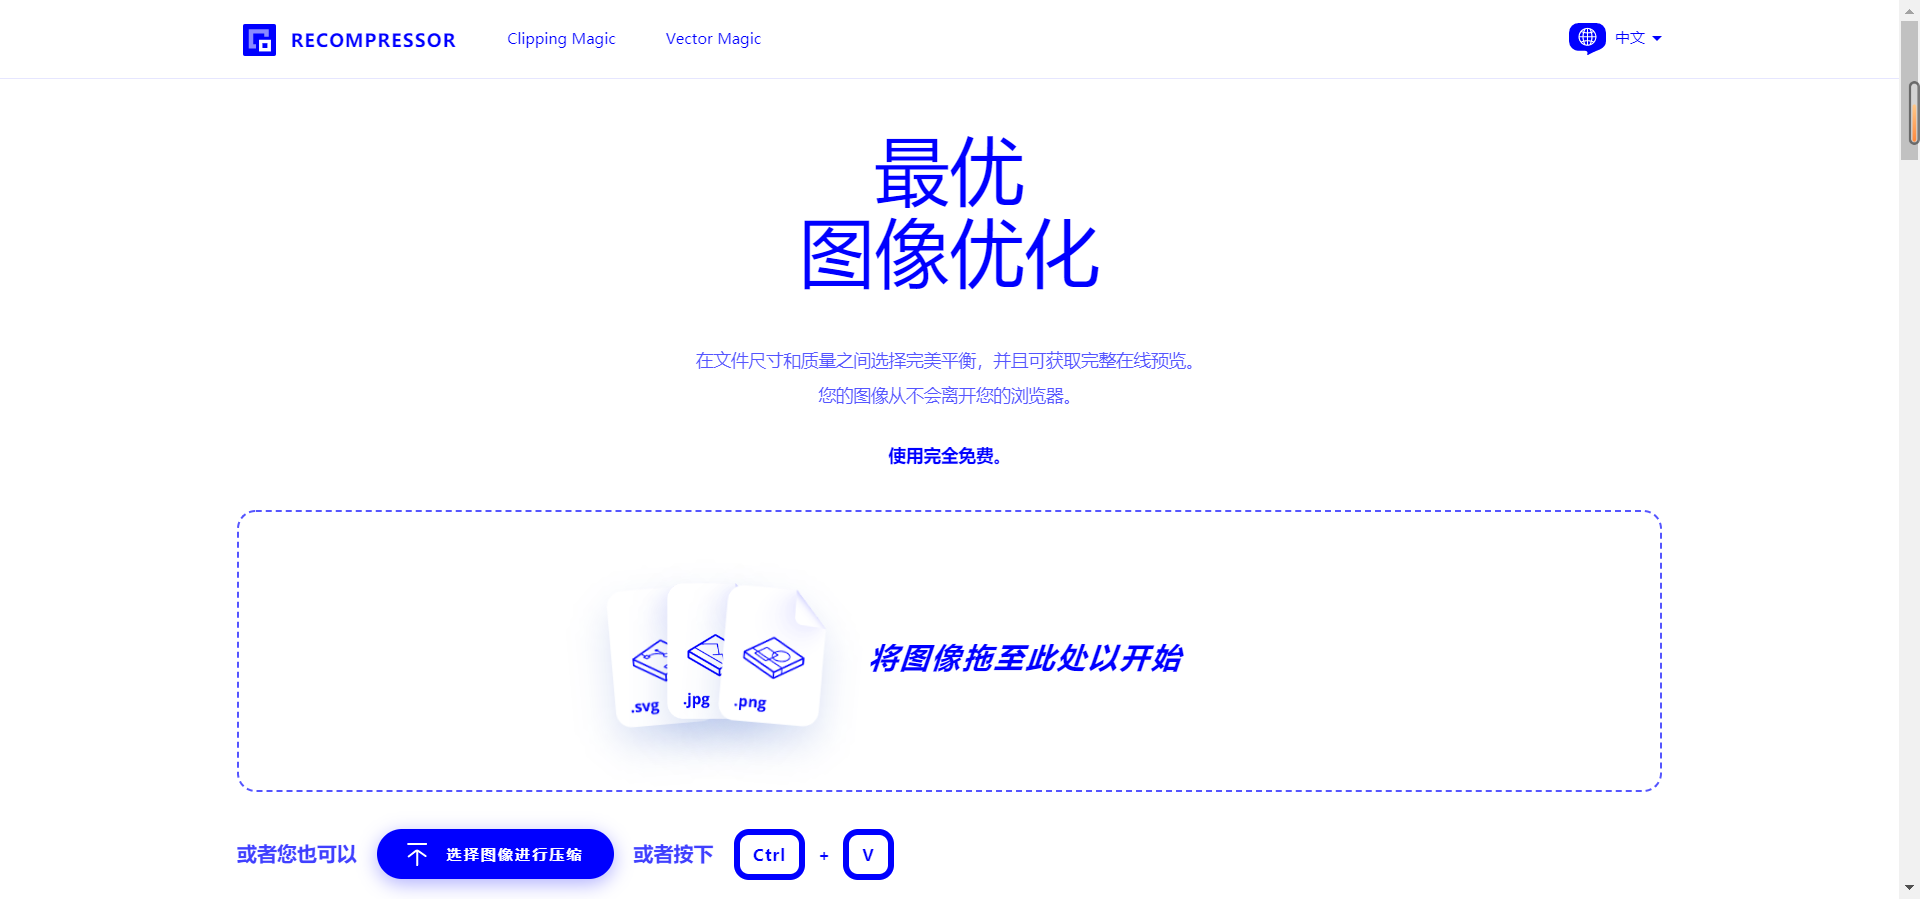 RECOMPRESSOR
Clipping Magic
Vector Magic
中文
最优
图像优化
在文件尺寸和质量之间选择完美平衡，并且可获取完整在线预览。
您的图像从不会离开您的浏览器。
使用完全免费。
.svg
.jpg
.png
将图像拖至此处以开始
或者您也可以
选择图像进行压缩
或者按下
Ctrl + V